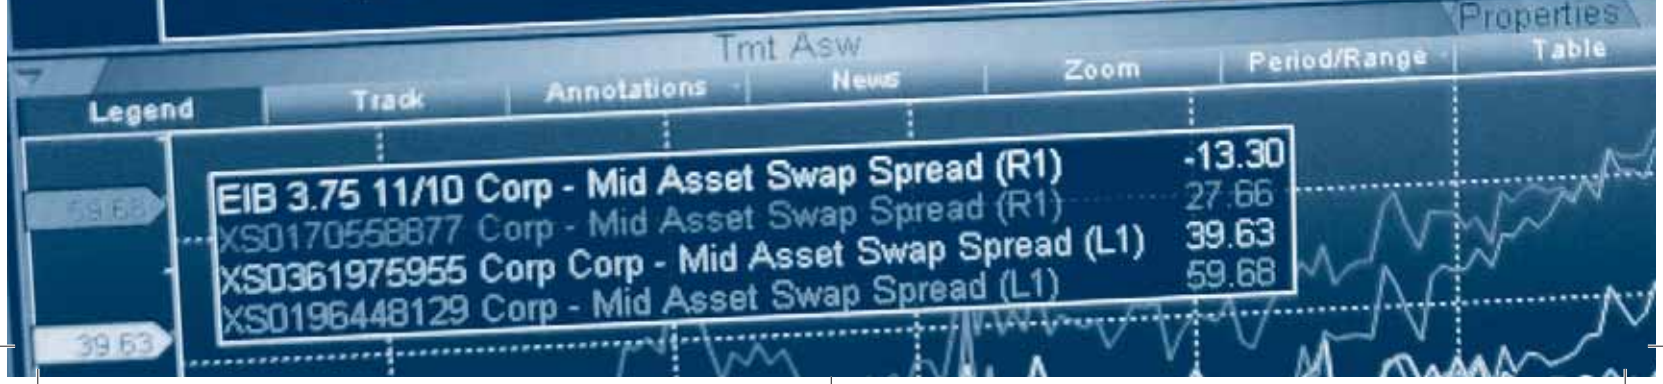 Properties
Tmt Asw
Legend Track Annotations News Zoom Period/Range Table
EIB 3.75 11/10 Corp - Mid Asset Swap Spread (R1) -13.30
XS0170558877 Corp - Mid Asset Swap Spread (R1) 27.66
XS0361975955 Corp Corp - Mid Asset Swap Spread (L1) 39.63
XS0196448129 Corp - Mid Asset Swap Spread (L1) 59.68
59.68
39.63